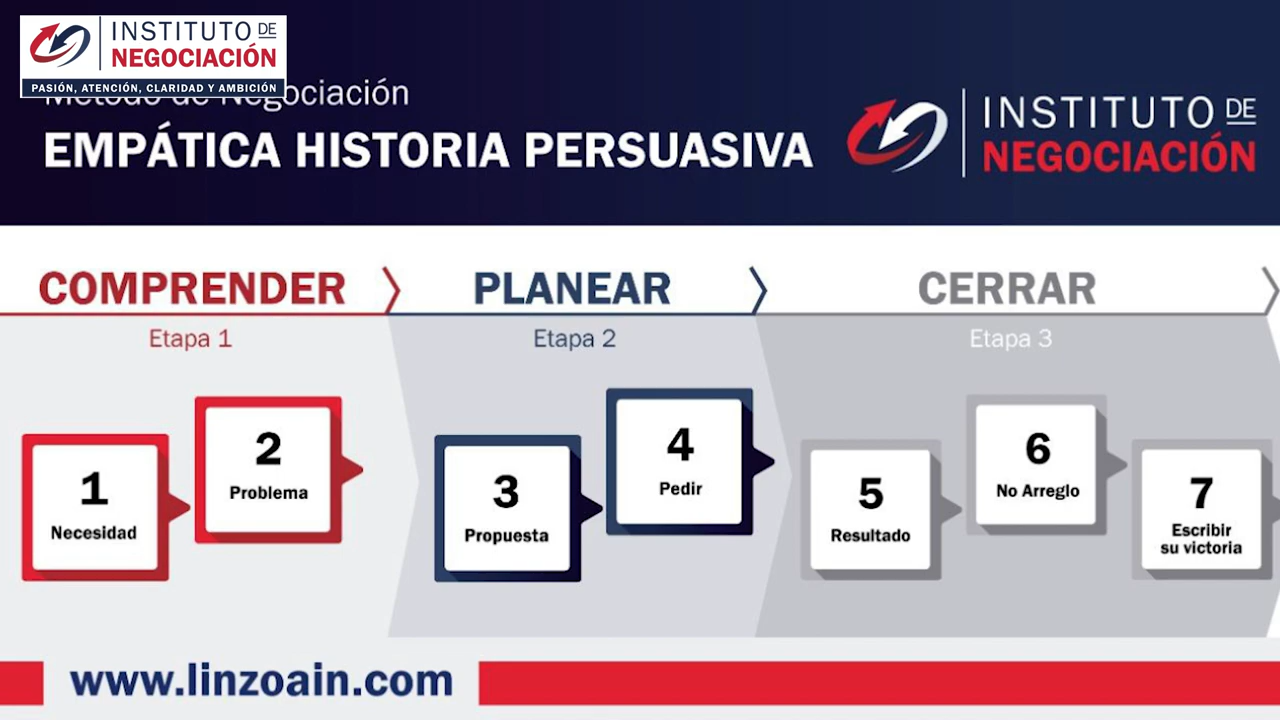 INSTITUTO DE
NEGOCIACIÓN
PASIÓN, ATENCIÓN, CLARIDAD Y AMBICIÓN
Método de Negociación
EMPÁTICA HISTORIA PERSUASIVA
INSTITUTO DE
NEGOCIACIÓN
COMPRENDER
PLANEAR
CERRAR
Etapa 1
Etapa 2
Etapa 3
1
Necesidad
2
Problema
3
Propuesta
4
Pedir
5
Resultado
6
No Arreglo
7
Escribir
su victoria
www.linzoain.com